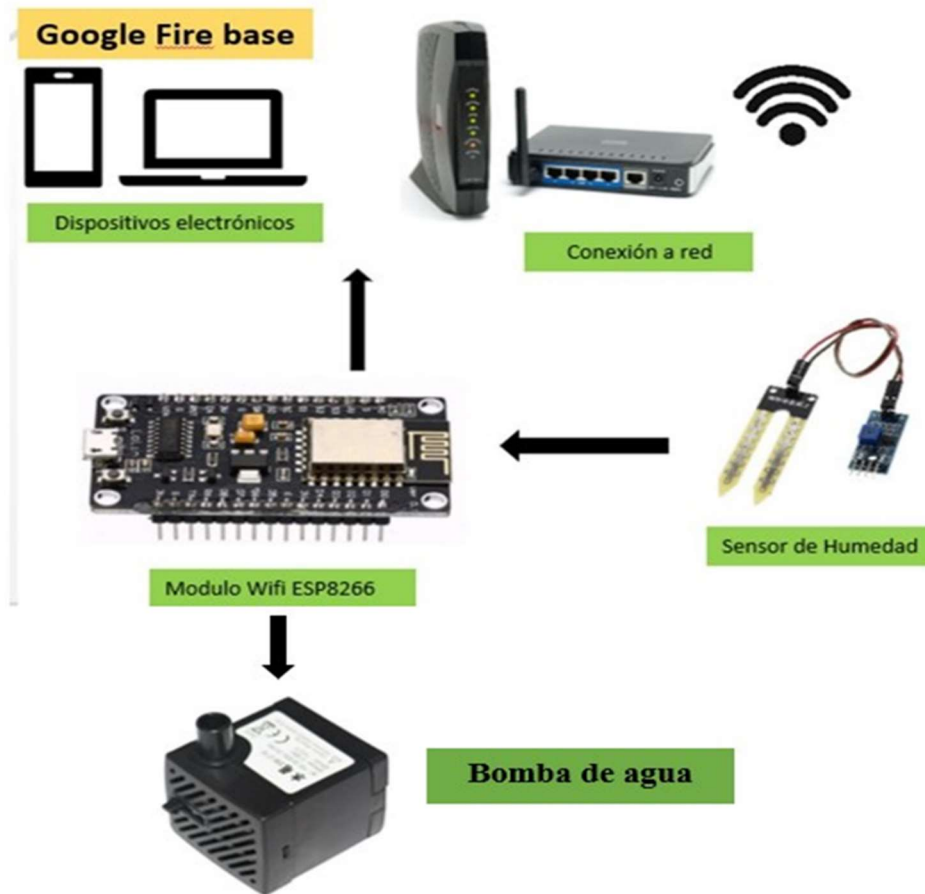 Google Fire base
Dispositivos electrónicos
Conexión a red
Sensor de Humedad
Modulo Wifi ESP8266
Bomba de agua